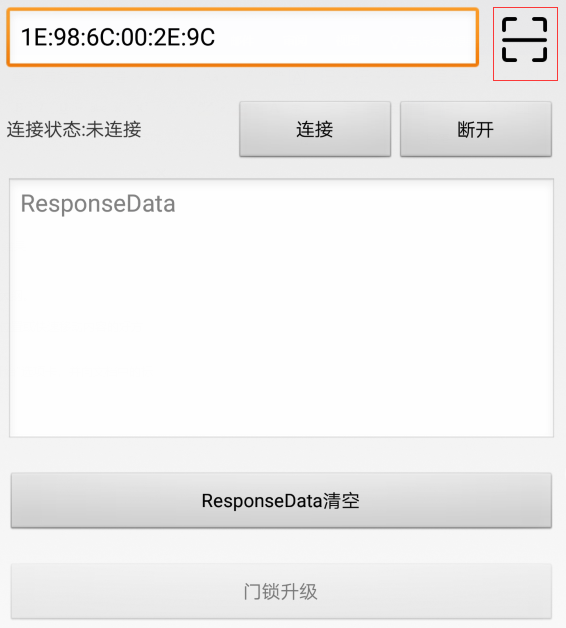 1E:98:6C:00:2E:9C
连接状态:未连接 连接 断开
ResponseData
ResponseData清空
门锁升级